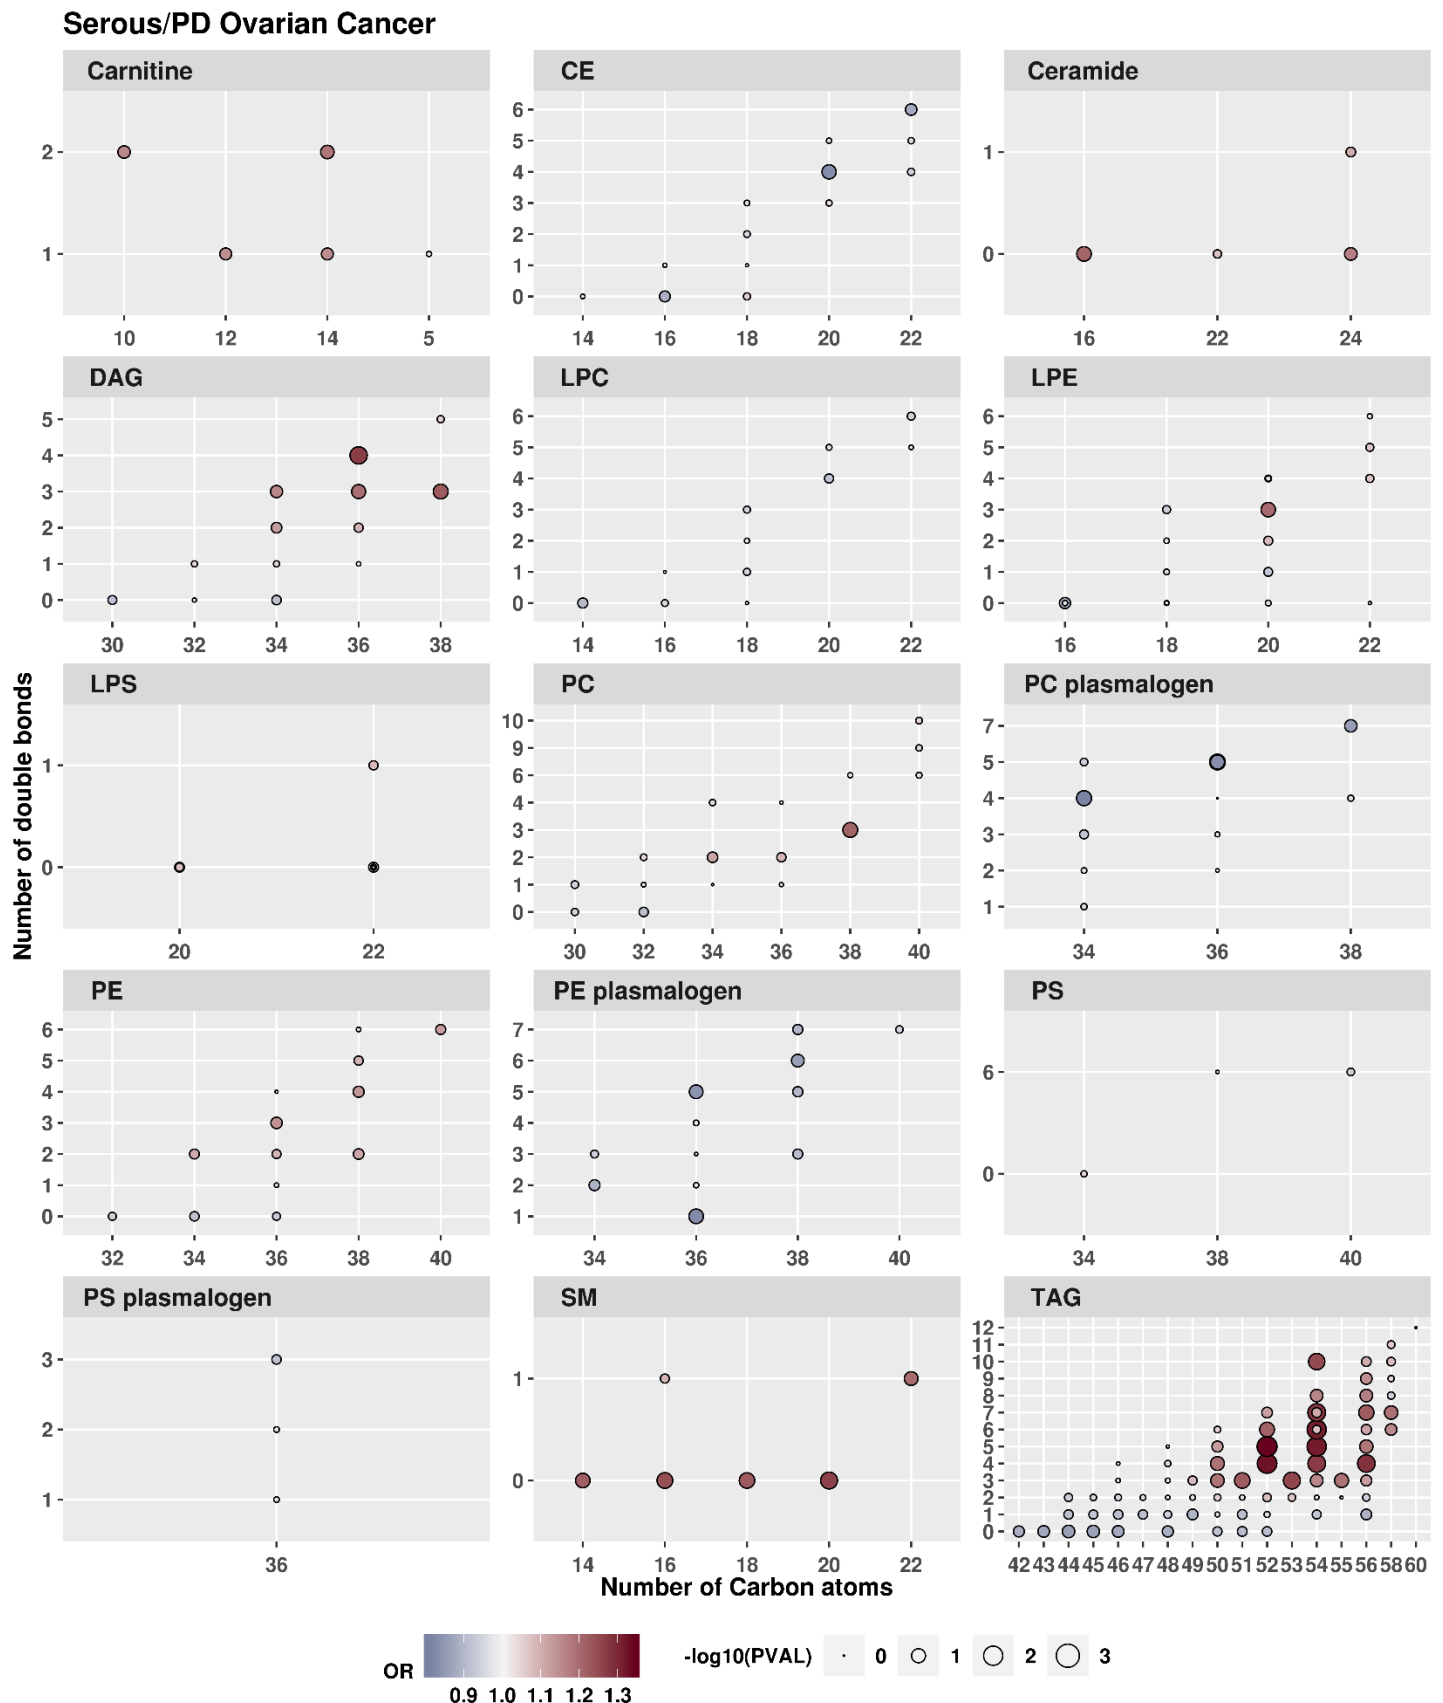 Serous/PD Ovarian Cancer
Carnitine
CE
Ceramide
2
1
10 12 14 5
6
5
4
3
2
1
0
14 16 18 20 22
1
0
16 22 24
DAG
LPC
LPE
5
4
3
2
1
0
30 32 34 36 38
6
5
4
3
2
1
0
14 16 18 20 22
6
5
4
3
2
1
0
16 18 20 22
Number of double bonds
LPS
PC
PC plasmalogen
1
0
20 22
10
9
6
4
3
2
1
0
30 32 34 36 38 40
7
5
4
3
2
1
34 36 38
PE
PE plasmalogen
PS
6
5
4
3
2
1
0
32 34 36 38 40
7
6
5
4
3
2
1
34 36 38 40
6
0
34 38 40
PS plasmalogen
SM
TAG
3
2
1
36
1
0
14 16 18 20 22
12
11
10
9
8
7
6
5
4
3
2
1
0
42 43 44 45 46 47 48 49 50 51 52 53 54 55 56 58 60
Number of Carbon atoms
OR
0.9 1.0 1.1 1.2 1.3
-log10(PVAL) 0 1 2 3